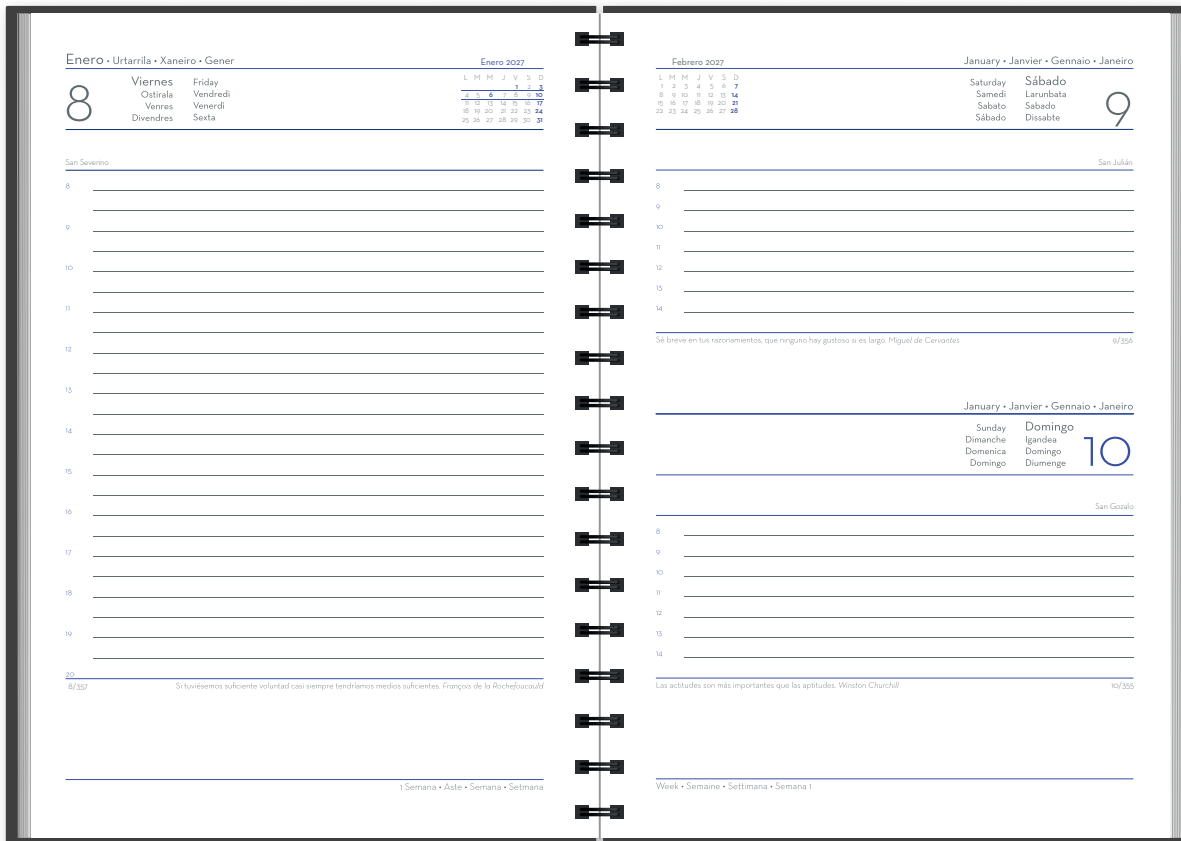 Enero • Urtarrila • Xaneiro • Gener
Enero 2027
8
Viernes
Ostirala
Venres
Divendres
Friday
Vendredi
Venerdì
Sexta
L M M J V S D
1 2 3
4 5 6 7 8 9 10
11 12 13 14 15 16 17
18 19 20 21 22 23 24
25 26 27 28 29 30 31
San Severino
8
9
10
11
12
13
14
15
16
17
18
19
20
8/357
Si tuviésemos suficiente voluntad casi siempre tendríamos medios suficientes. François de la Rochefoucauld
1 Semana • Aste • Semana • Setmana
Febrero 2027
January • Janvier • Gennaio • Janeiro
L M M J V S D
1 2 3 4 5 6 7
8 9 10 11 12 13 14
15 16 17 18 19 20 21
22 23 24 25 26 27 28
Saturday
Samedi
Sabato
Sábado
Sábado
Larunbata
Sabado
Dissabte
9
San Julián
8
9
10
11
12
13
14
Sé breve en tus razonamientos, que ninguno hay gustoso si es largo. Miguel de Cervantes
9/356
January • Janvier • Gennaio • Janeiro
Sunday
Dimanche
Domenica
Domingo
Domingo
Igandea
Domingo
Diumenge
10
San Gozalo
8
9
10
11
12
13
14
Las actitudes son más importantes que las aptitudes. Winston Churchill
10/355
Week • Semaine • Settimana • Semana 1